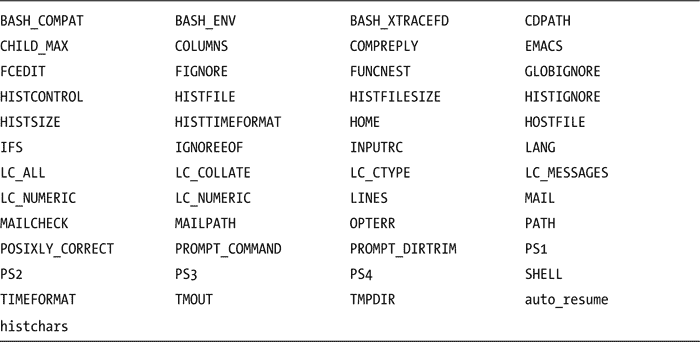 BASH_COMPAT BASH_ENV BASH_XTRACEFD CDPATH
CHILD_MAX COLUMNS COMPREPLY EMACS
FCEDIT FIGNORE FUNCNEST GLOBIGNORE
HISTCONTROL HISTFILE HISTFILESIZE HISTIGNORE
HISTSIZE HISTTIMEFORMAT HOME HOSTFILE
IFS IGNOREEOF INPUTRC LANG
LC_ALL LC_COLLATE LC_CTYPE LC_MESSAGES
LC_NUMERIC LC_NUMERIC LINES MAIL
MAILCHECK MAILPATH OPTERR PATH
POSIXLY_CORRECT PROMPT_COMMAND PROMPT_DIRTRIM PS1
PS2 PS3 PS4 SHELL
TIMEFORMAT TMOUT TMPDIR auto_resume
histchars